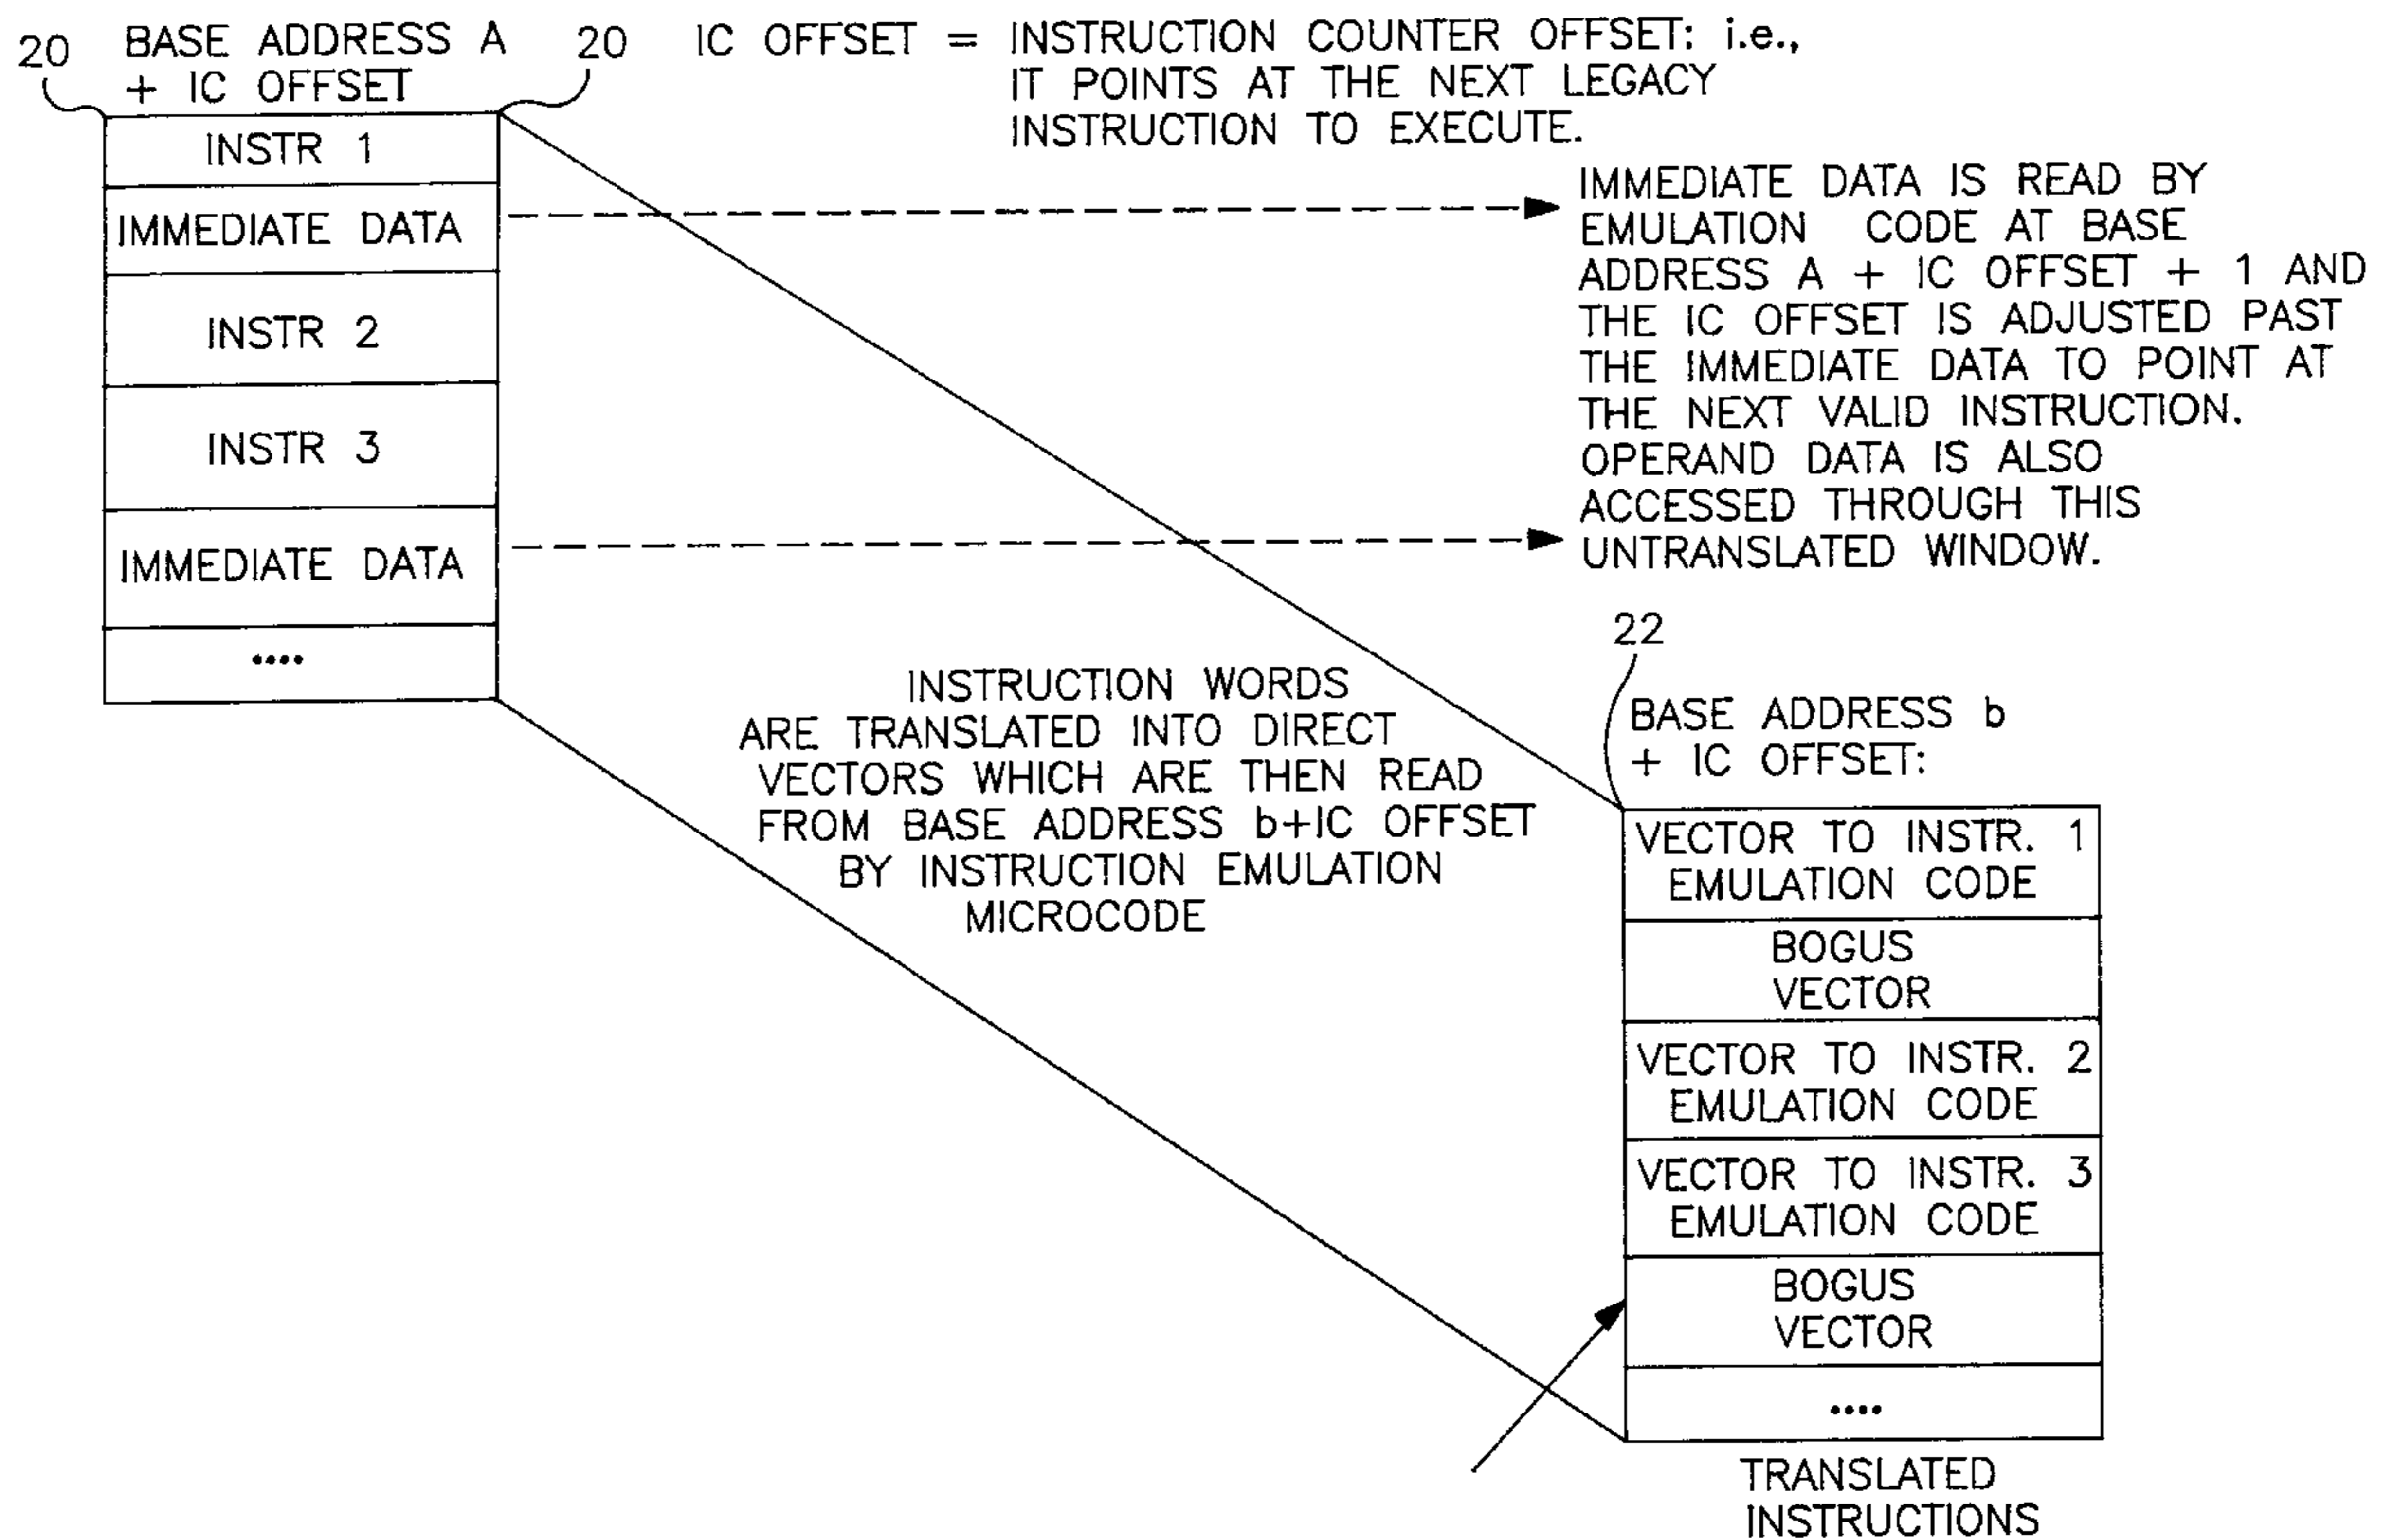 20
BASE ADDRESS A
+ IC OFFSET
20
IC OFFSET = INSTRUCTION COUNTER OFFSET: i.e.,
IT POINTS AT THE NEXT LEGACY
INSTRUCTION TO EXECUTE.
INSTR 1
IMMEDIATE DATA
INSTR 2
INSTR 3
IMMEDIATE DATA
....
IMMEDIATE DATA IS READ BY
EMULATION CODE AT BASE
ADDRESS A + IC OFFSET + 1 AND
THE IC OFFSET IS ADJUSTED PAST
THE IMMEDIATE DATA TO POINT AT
THE NEXT VALID INSTRUCTION.
OPERAND DATA IS ALSO
ACCESSED THROUGH THIS
UNTRANSLATED WINDOW.
INSTRUCTION WORDS
ARE TRANSLATED INTO DIRECT
VECTORS WHICH ARE THEN READ
FROM BASE ADDRESS b+IC OFFSET
BY INSTRUCTION EMULATION
MICROCODE
22
BASE ADDRESS b
+ IC OFFSET:
VECTOR TO INSTR. 1
EMULATION CODE
BOGUS
VECTOR
VECTOR TO INSTR. 2
EMULATION CODE
VECTOR TO INSTR. 3
EMULATION CODE
BOGUS
VECTOR
....
TRANSLATED
INSTRUCTIONS